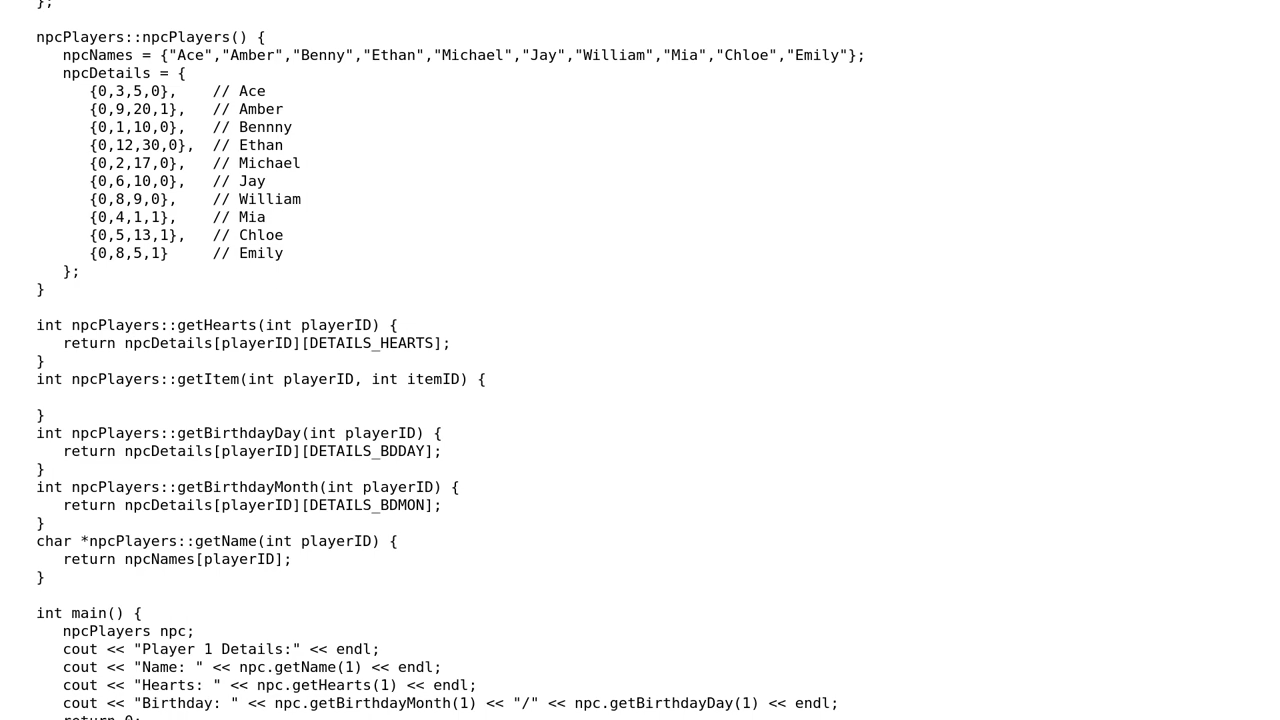 };
npcPlayers::npcPlayers() {
npcNames = {"Ace","Amber","Benny","Ethan","Michael","Jay","William","Mia","Chloe","Emily"};
npcDetails = {
{0,3,5,0},    // Ace
{0,9,20,1},   // Amber
{0,1,10,0},   // Bennny
{0,12,30,0},  // Ethan
{0,2,17,0},   // Michael
{0,6,10,0},   // Jay
{0,8,9,0},    // William
{0,4,1,1},    // Mia
{0,5,13,1},   // Chloe
{0,8,5,1}     // Emily
};
}
int npcPlayers::getHearts(int playerID) {
return npcDetails[playerID][DETAILS_HEARTS];
}
int npcPlayers::getItem(int playerID, int itemID) {
}
int npcPlayers::getBirthdayDay(int playerID) {
return npcDetails[playerID][DETAILS_BDDAY];
}
int npcPlayers::getBirthdayMonth(int playerID) {
return npcDetails[playerID][DETAILS_BDMON];
}
char *npcPlayers::getName(int playerID) {
return npcNames[playerID];
}
int main() {
npcPlayers npc;
cout << "Player 1 Details:" << endl;
cout << "Name: " << npc.getName(1) << endl;
cout << "Hearts: " << npc.getHearts(1) << endl;
cout << "Birthday: " << npc.getBirthdayMonth(1) << "/" << npc.getBirthdayDay(1) << endl;
return 0;